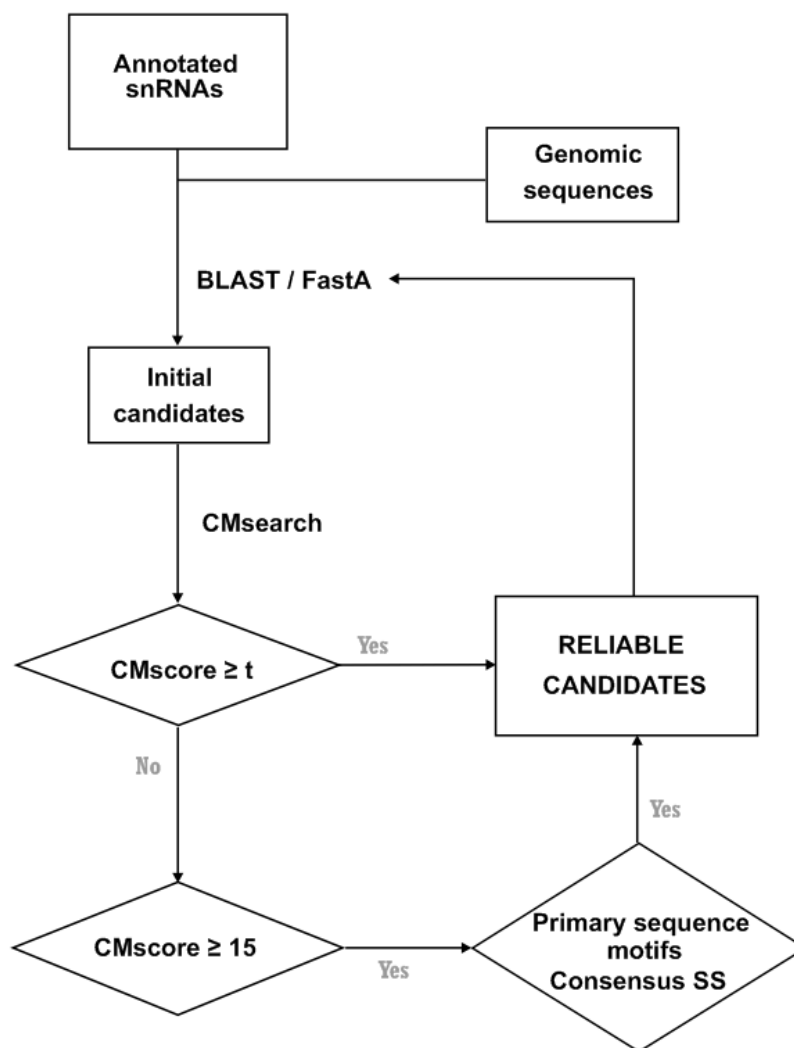 Annotated
snRNAs
Genomic
sequences
BLAST / FastA
Initial
candidates
CMsearch
CMscore ≥ t
Yes
RELIABLE
CANDIDATES
No
Yes
CMscore ≥ 15
Yes
Primary sequence
motifs
Consensus SS